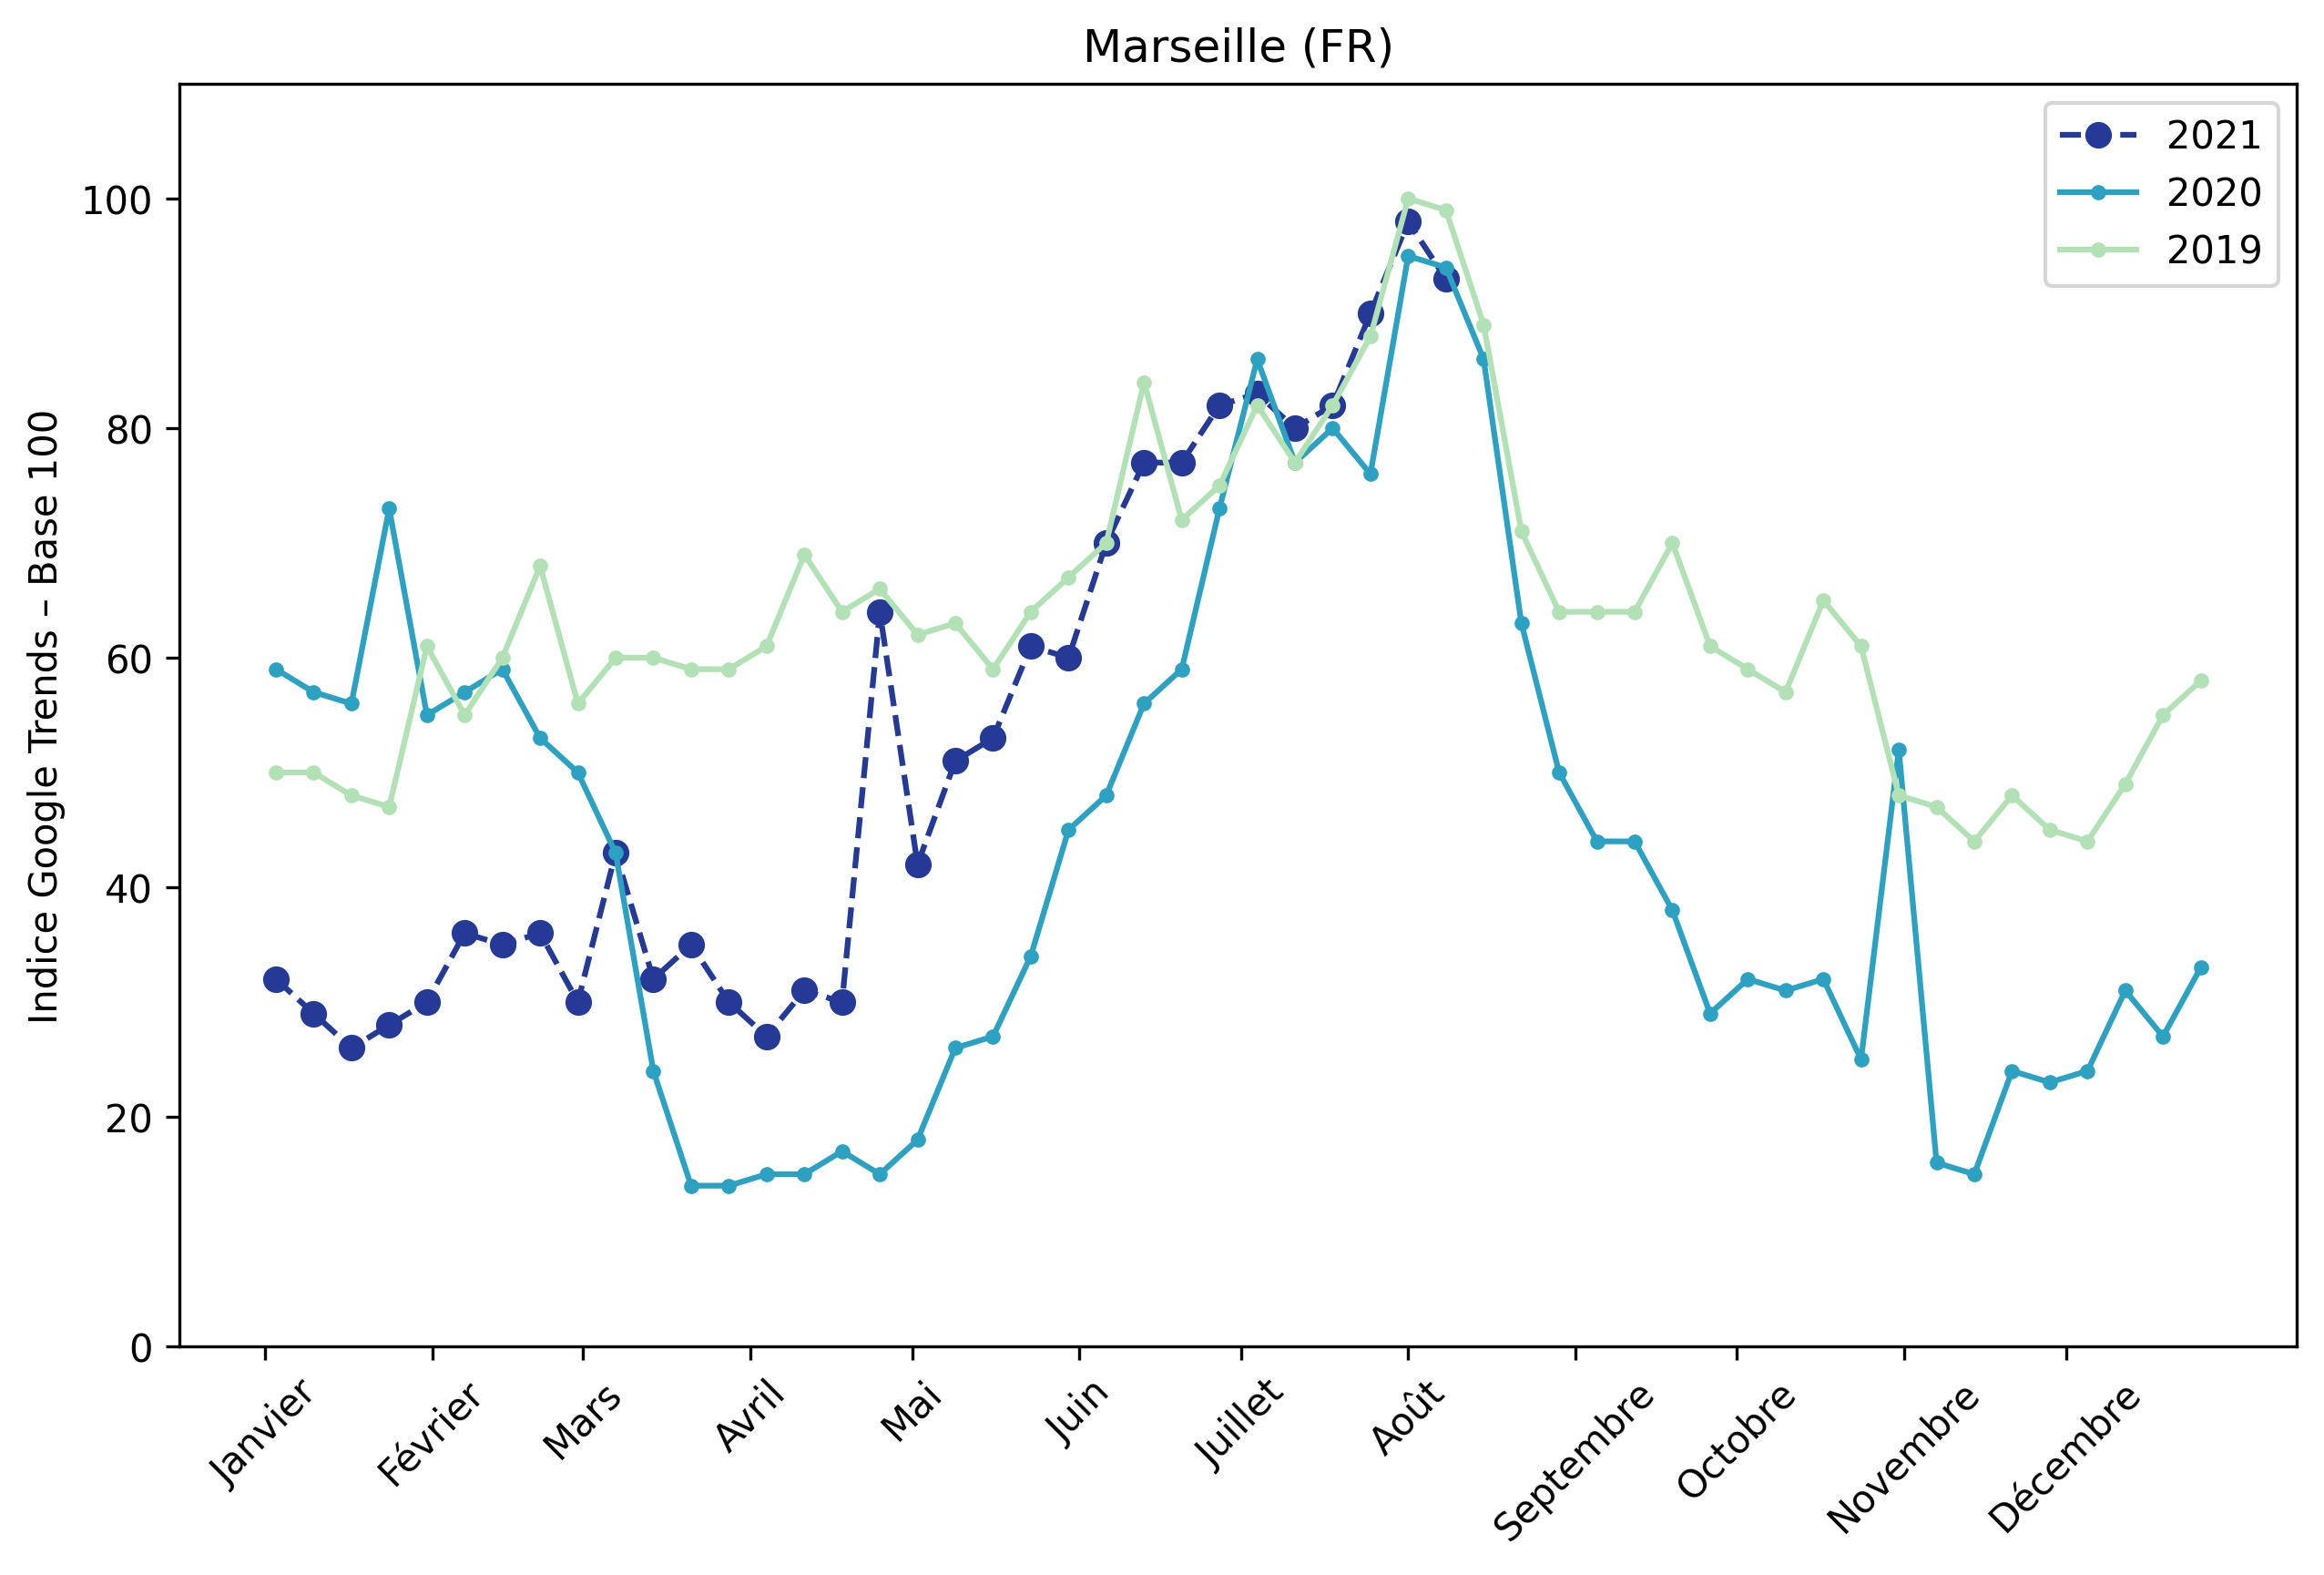 Marseille (FR)
2021
2020
2019
Indice Google Trends – Base 100
100
80
60
40
20
0
Janvier
Février
Mars
Avril
Mai
Juin
Juillet
Août
Septembre
Octobre
Novembre
Décembre